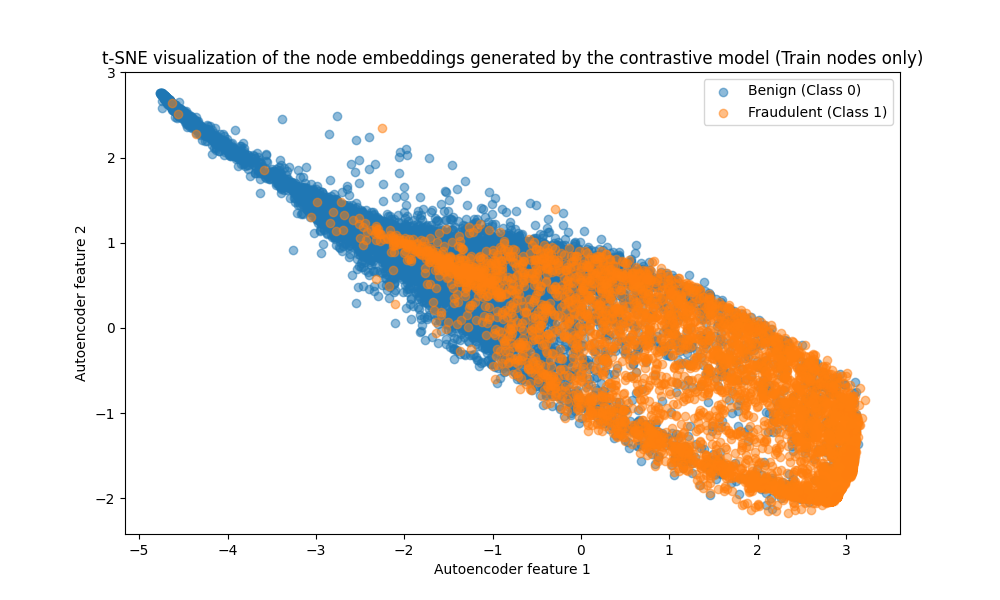 t-SNE visualization of the node embeddings generated by the contrastive model (Train nodes only)
Benign (Class 0)
Fraudulent (Class 1)
3
2
1
0
−1
−2
Autoencoder feature 2
−5 −4 −3 −2 −1 0 1 2 3
Autoencoder feature 1